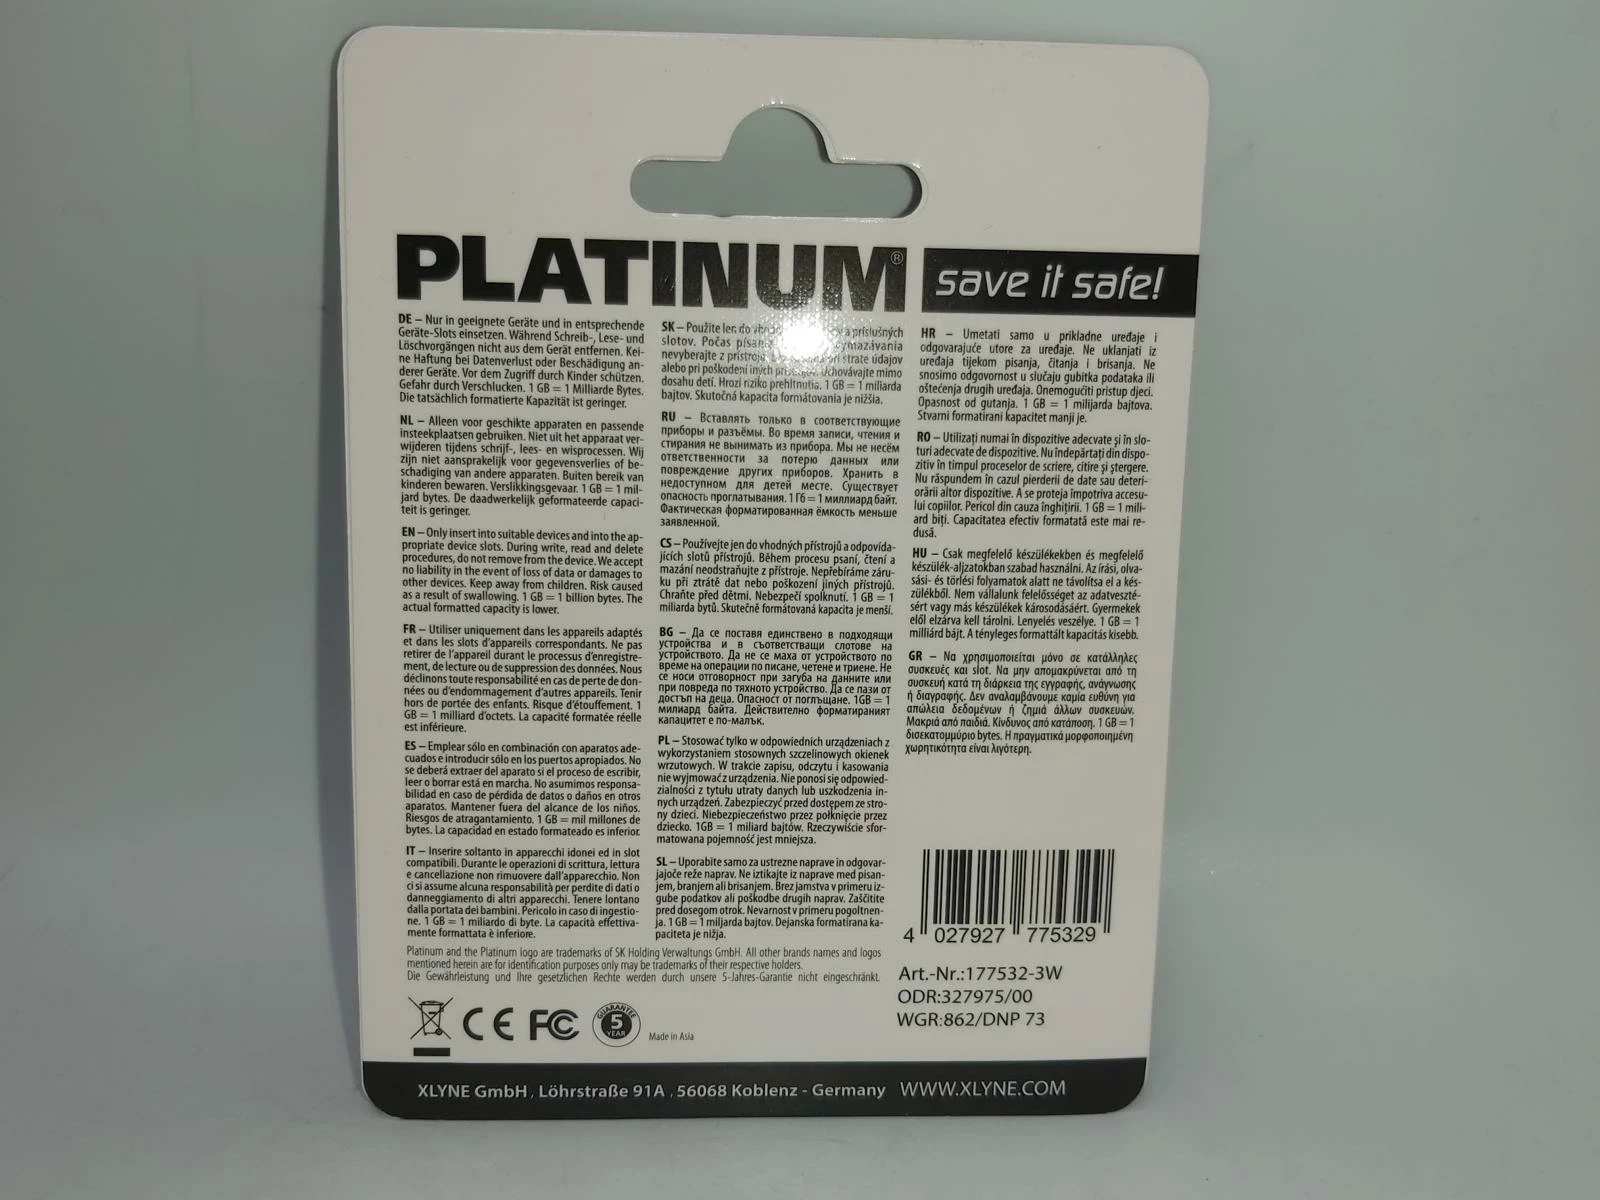 PLATINUM®
save it safe!
DE – Nur in geeignete Geräte und in entsprechende
Geräte-Slots einsetzen. Während Schreib-, Lese- und
Löschvorgängen nicht aus dem Gerät entfernen. Kei-
ne Haftung bei Datenverlust oder Beschädigung an-
derer Geräte. Vor dem Zugriff durch Kinder schützen.
Gefahr durch Verschlucken. 1 GB = 1 Milliarde Bytes.
Die tatsächlich formatierte Kapazität ist geringer.
NL – Alleen voor geschikte apparaten en passende
insteekplaatsen gebruiken. Niet uit het apparaat ver-
wijderen tijdens schrijf-, lees- en wisprocessen. Wij
zijn niet aansprakelijk voor gegevensverlies of be-
schadiging van andere apparaten. Buiten bereik van
kinderen bewaren. Verslikkingsgevaar. 1 GB = 1 mil-
jard bytes. De daadwerkelijk geformateerde capaci-
teit is geringer.
EN – Only insert into suitable devices and into the ap-
propriate device slots. During write, read and delete
procedures, do not remove from the device. We accept
no liability in the event of loss of data or damages to
other devices. Keep away from children. Risk caused
as a result of swallowing. 1 GB = 1 billion bytes. The
actual formatted capacity is lower.
FR – Utiliser uniquement dans les appareils adaptés
et dans les slots d'appareils correspondants. Ne pas
retirer de l'appareil durant le processus d'enregistre-
ment, de lecture ou de suppression des données. Nous
déclinons toute responsabilité en cas de perte de don-
nées ou d'endommagement d'autres appareils. Tenir
hors de portée des enfants. Risque d'étouffement. 1
GB = 1 milliard d'octets. La capacité formatée réelle
est inférieure.
ES – Emplear sólo en combinación con aparatos ade-
cuados e introducir sólo en los puertos apropiados. No
se deberá extraer del aparato si el proceso de escribir,
leer o borrar está en marcha. No asumimos responsa-
bilidad en caso de pérdida de datos o daños en otros
aparatos. Mantener fuera del alcance de los niños.
Riesgos de atragantamiento. 1 GB = mil millones de
bytes. La capacidad en estado formateado es inferior.
IT – Inserire soltanto in apparecchi idonei ed in slot
compatibili. Durante le operazioni di scrittura, lettura
e cancellazione non rimuovere dall'apparecchio. Non
ci si assume alcuna responsabilità per perdite di dati o
danneggiamento di altri apparecchi. Tenere lontano
dalla portata dei bambini. Pericolo in caso di ingestio-
ne. 1 GB = 1 miliardo di byte. La capacità effettiva-
mente formattata è inferiore.
SK – Použite len do príslušných
slotov. Počas vymazávania
nevyberajte z strate údajov
alebo pri poškodení iných Uchovávajte mimo
dosahu detí. Hrozí riziko prehltnutia. 1 GB = 1 miliarda
bajtov. Skutočná kapacita formátovania je nižšia.
RU – Вставлять только в соответствующие
приборы и разъёмы. Во время записи, чтения и
стирания не вынимать из прибора. Мы не несём
ответственности за потерю данных или
повреждение других приборов. Хранить в
недоступном для детей месте. Существует
опасность проглатывания. 1 Гб = 1 миллиард байт.
Фактическая форматированная ёмкость меньше
заявленной.
CS – Používejte jen do vhodných přístrojů a odpovída-
jících slotů přístrojů. Během procesu psaní, čtení a
mazání neodstraňujte z přístroje. Nepřebíráme záru-
ku při ztrátě dat nebo poškození jiných přístrojů.
Chraňte před dětmi. Nebezpečí spolknutí. 1 GB = 1
miliarda bytů. Skutečně formátovaná kapacita je menší.
BG – Да се поставя единствено в подходящи
устройства и в съответстващи слотове на
устройството. Да не се маха от устройството по
време на операции по писане, четене и триене. Не
се носи отговорност при загуба на данните или
при повреда по тяхното устройство. Да се пази от
достъп на деца. Опасност от поглъщане. 1GB = 1
милиард байта. Действително форматираният
капацитет е по-малък.
PL – Stosować tylko w odpowiednich urządzeniach z
wykorzystaniem stosownych szczelinowych okienek
wrzutowych. W trakcie zapisu, odczytu i kasowania
nie wyjmować z urządzenia. Nie ponosi się odpowied-
zialności z tytułu utraty danych lub uszkodzenia in-
nych urządzeń. Zabezpieczyć przed dostępem ze stro-
ny dzieci. Niebezpieczeństwo przez połknięcie przez
dziecko. 1GB = 1 miliard bajtów. Rzeczywiście sfor-
matowana pojemność jest mniejsza.
SL – Uporabite samo za ustrezne naprave in odgovar-
jajoče reže naprav. Ne iztikajte iz naprave med pisan-
jem, branjem ali brisanjem. Brez jamstva v primeru iz-
gube podatkov ali poškodbe drugih naprav. Zaščitite
pred dosegom otrok. Nevarnost v primeru pogoltnen-
ja. 1 GB = 1 miljarda bajtov. Dejanska formatirana ka-
paciteta je nižja.
HR – Umetati samo u prikladne uređaje i
odgovarajuće utore za uređaje. Ne uklanjati iz
uređaja tijekom pisanja, čitanja i brisanja. Ne
snosimo odgovornost u slučaju gubitka podataka ili
oštećenja drugih uređaja. Onemogućiti pristup djeci.
Opasnost od gutanja. 1 GB = 1 milijarda bajtova.
Stvarni formatirani kapacitet manji je.
RO – Utilizați numai în dispozitive adecvate și în slo-
turi adecvate de dispozitive. Nu îndepărtați din dispo-
zitiv în timpul proceselor de scriere, citire și ștergere.
Nu răspundem în cazul pierderii de date sau deteri-
orării altor dispozitive. A se proteja împotriva accesu-
lui copiilor. Pericol din cauza înghițirii. 1 GB = 1 mili-
ard biți. Capacitatea efectiv formatată este mai re-
dusă.
HU – Csak megfelelő készülékekben és megfelelő
készülék-aljzatokban szabad használni. Az írási, olva-
sási- és törlési folyamatok alatt ne távolítsa el a kés-
zülékből. Nem vállalunk felelősséget az adatveszté-
sért vagy más készülékek károsodásáért. Gyermekek
elől elzárva kell tárolni. Lenyelés veszélye. 1 GB = 1
milliárd bájt. A tényleges formattált kapacitás kisebb.
GR – Να χρησιμοποιείται μόνο σε κατάλληλες
συσκευές και slot. Να μην απομακρύνεται από τη
συσκευή κατά τη διάρκεια της εγγραφής, ανάγνωσης
ή διαγραφής. Δεν αναλαμβάνουμε καμία ευθύνη για
απώλεια δεδομένων ή ζημιά άλλων συσκευών.
Μακριά από παιδιά. Κίνδυνος από κατάποση. 1 GB = 1
δισεκατομμύριο bytes. Η πραγματικά μορφοποιημένη
χωρητικότητα είναι λιγότερη.
Platinum and the Platinum logo are trademarks of SK Holding Verwaltungs GmbH. All other brands names and logos
mentioned herein are for identification purposes only may be trademarks of their respective holders.
Die Gewährleistung und Ihre gesetzlichen Rechte werden durch unsere 5-Jahres-Garantie nicht eingeschränkt.
4 027927 775329
Art.-Nr.:177532-3W
ODR:327975/00
WGR:862/DNP 73
CE FC GUARANTEE 5 YEAR Made in Asia
XLYNE GmbH, Löhrstraße 91A, 56068 Koblenz - Germany WWW.XLYNE.COM